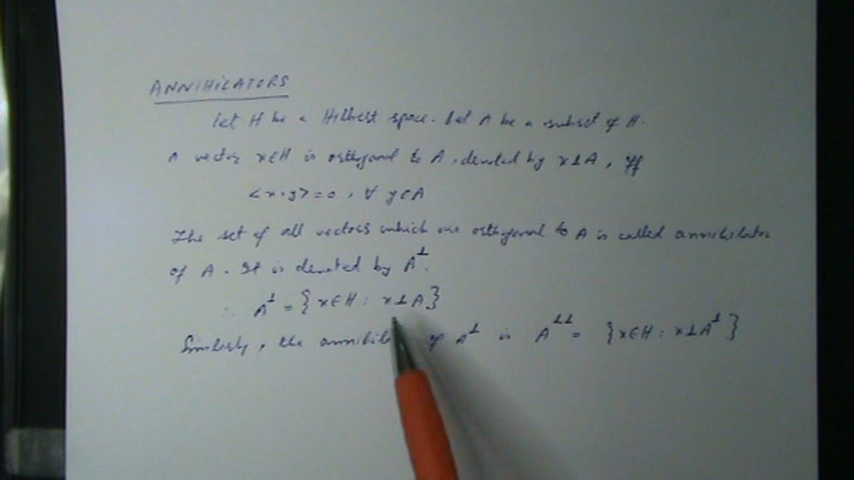 ANNIHILATORS
Let H be a Hilbert space. Let A be a subset of H.
A vector x∈H is orthogonal to A, denoted by x⊥A, iff
<x,y>=0, ∀ y∈A
The set of all vectors which are orthogonal to A is called annihilator
of A. It is denoted by A^⊥.
∴ A^⊥ = {x∈H : x⊥A}
Similarly, the of A^⊥ is A^⊥⊥ = {x∈H : x⊥A^⊥}